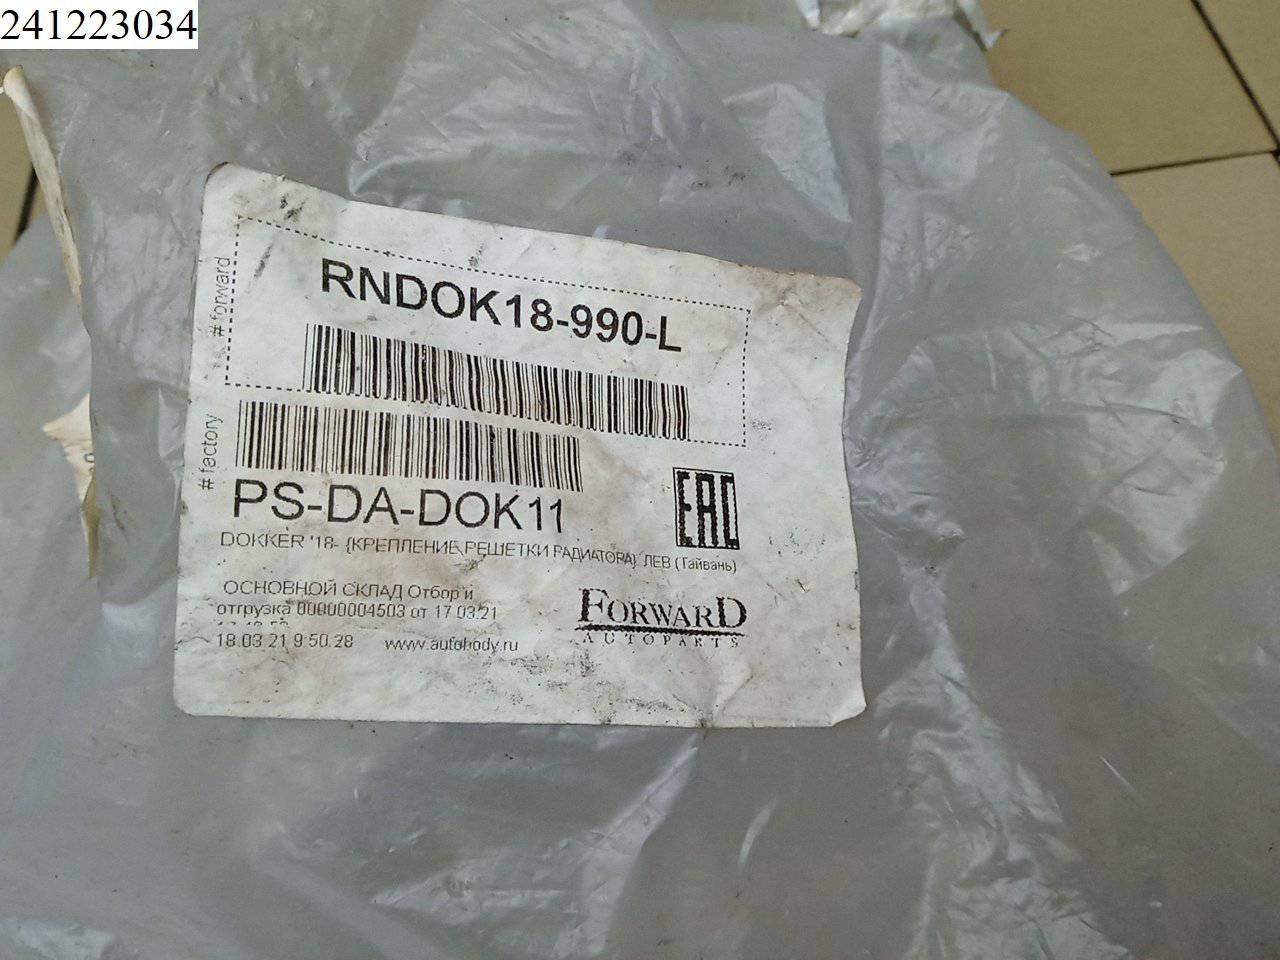 241223034
#forward
RNDOK18-990-L
#factory
PS-DA-DOK11
EAC
DOKKER '18- {КРЕПЛЕНИЕ РЕШЕТКИ РАДИАТОРА} ЛЕВ (Тайвань)
ОСНОВНОЙ СКЛАД Отбор и
отгрузка 00000004503 от 17.03.21
18.03.21 9:50:28 www.autobody.ru
FORWARD
AUTOPARTS